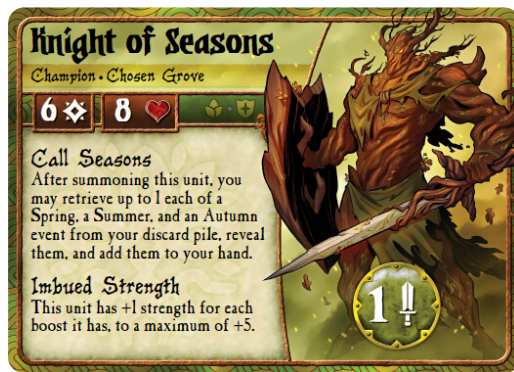 Knight of Seasons
Champion • Chosen Grove
6 8
Call Seasons
After summoning this unit, you
may retrieve up to 1 each of a
Spring, a Summer, and an Autumn
event from your discard pile, reveal
them, and add them to your hand.
Imbued Strength
This unit has +1 strength for each
boost it has, to a maximum of +5.
1